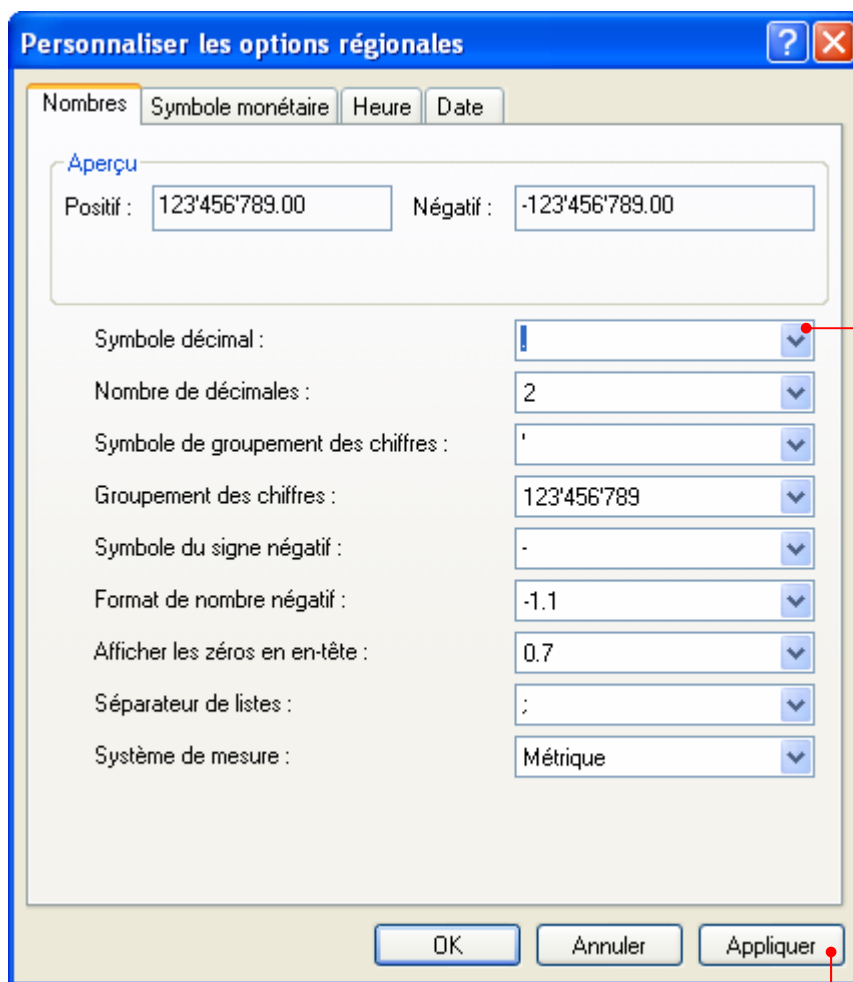 Personnaliser les options régionales
Nombres Symbole monétaire Heure Date
Aperçu
Positif : 123'456'789.00 Négatif : -123'456'789.00
Symbole décimal : .
Nombre de décimales : 2
Symbole de groupement des chiffres : '
Groupement des chiffres : 123'456'789
Symbole du signe négatif : -
Format de nombre négatif : -1.1
Afficher les zéros en en-tête : 0.7
Séparateur de listes : ;
Système de mesure : Métrique
OK Annuler Appliquer